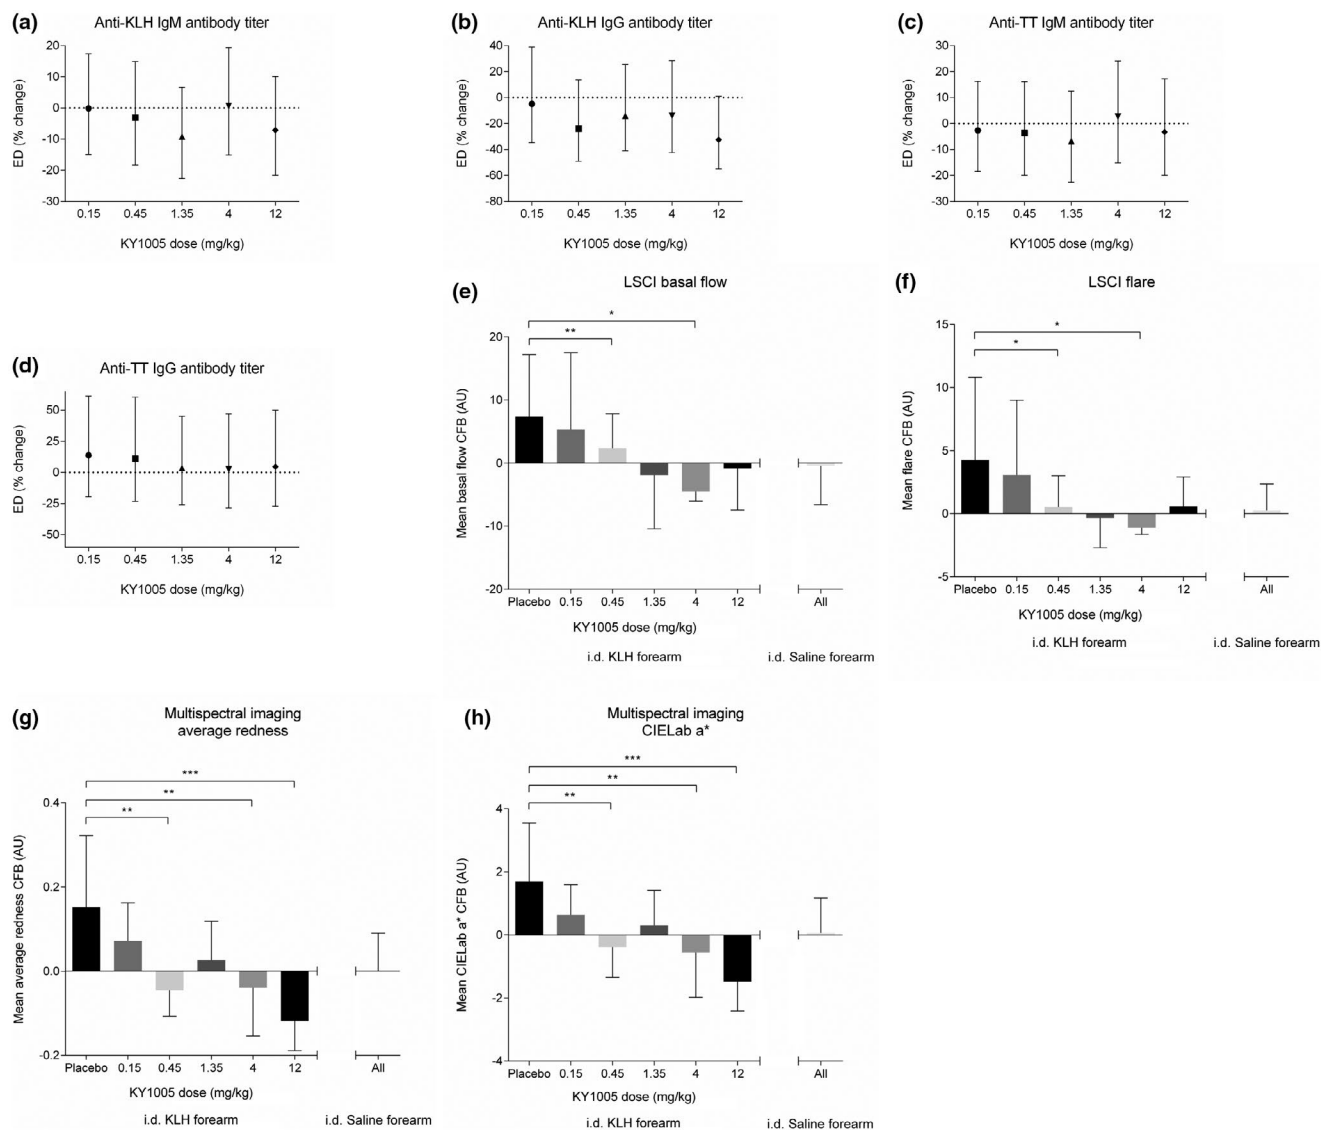 (a)
Anti-KLH IgM antibody titer
ED (% change)
20
10
0
-10
-20
-30
0.15 0.45 1.35 4 12
KY1005 dose (mg/kg)
(b)
Anti-KLH IgG antibody titer
ED (% change)
40
20
0
-20
-40
-60
-80
0.15 0.45 1.35 4 12
KY1005 dose (mg/kg)
(c)
Anti-TT IgM antibody titer
ED (% change)
30
20
10
0
-10
-20
-30
0.15 0.45 1.35 4 12
KY1005 dose (mg/kg)
(d)
Anti-TT IgG antibody titer
ED (% change)
50
25
0
-25
-50
0.15 0.45 1.35 4 12
KY1005 dose (mg/kg)
(e)
LSCI basal flow
*
**
Mean basal flow CFB (AU)
20
10
0
-10
-20
Placebo 0.15 0.45 1.35 4 12 All
KY1005 dose (mg/kg)
i.d. KLH forearm i.d. Saline forearm
(f)
LSCI flare
*
*
Mean flare CFB (AU)
15
10
5
0
-5
Placebo 0.15 0.45 1.35 4 12 All
KY1005 dose (mg/kg)
i.d. KLH forearm i.d. Saline forearm
(g)
Multispectral imaging
average redness
***
**
**
Mean average redness CFB (AU)
0.4
0.2
0.0
-0.2
Placebo 0.15 0.45 1.35 4 12 All
KY1005 dose (mg/kg)
i.d. KLH forearm i.d. Saline forearm
(h)
Multispectral imaging
CIELab a*
***
**
**
Mean CIELab a* CFB (AU)
4
2
0
-2
-4
Placebo 0.15 0.45 1.35 4 12 All
KY1005 dose (mg/kg)
i.d. KLH forearm i.d. Saline forearm